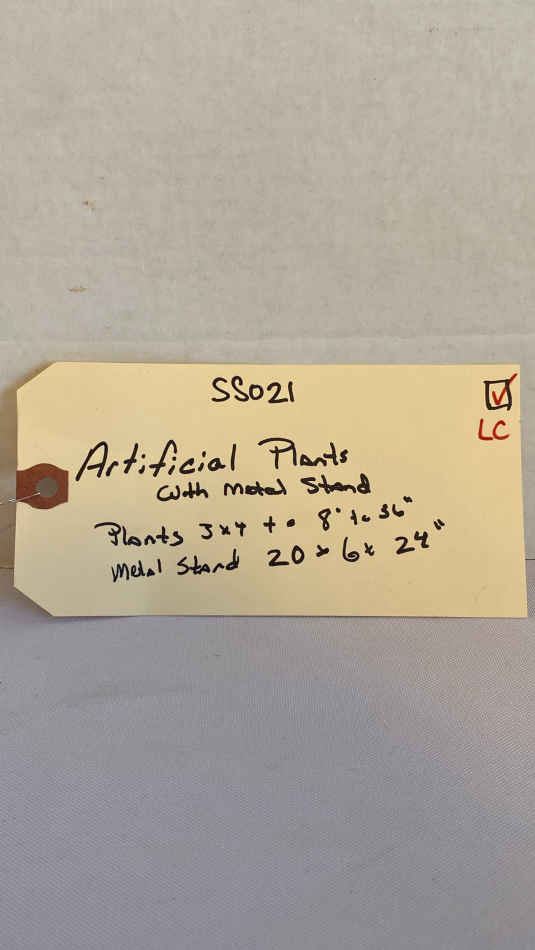 SS021
LC
Artificial Plants
with Metal Stand
Plants 3x4 to 8" to 36"
Metal Stand 20 x 6 x 24"